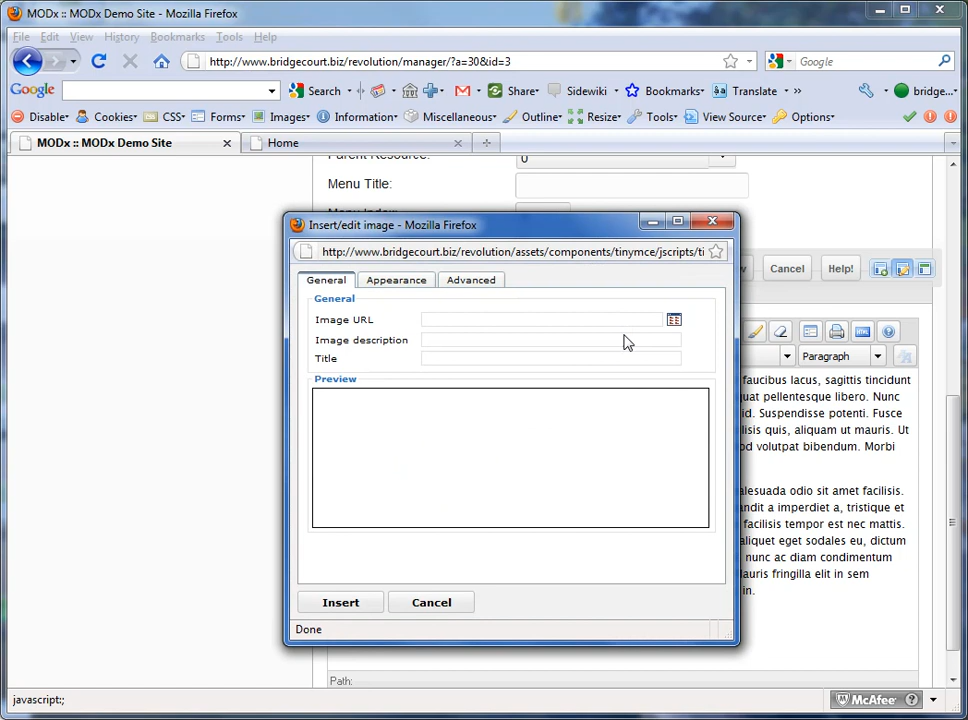 MODx :: MODx Demo Site - Mozilla Firefox
File Edit View History Bookmarks Tools Help
http://www.bridgecourt.biz/revolution/manager/?a=30&id=3
Google
Google Search Share Sidewiki Bookmarks Translate » bridge...
Disable Cookies CSS Forms Images Information Miscellaneous Outline Resize Tools View Source Options
MODx :: MODx Demo Site
Home
Parent Resource: 0
Menu Title:
Insert/edit image - Mozilla Firefox
http://www.bridgecourt.biz/revolution/assets/components/tinymce/jscripts/ti
Cancel Help!
General Appearance Advanced
General
Image URL
Image description
Title
Preview
Paragraph
faucibus lacus, sagittis tincidunt
quat pellentesque libero. Nunc
id. Suspendisse potenti. Fusce
ilisis quis, aliquam ut mauris. Ut
od volutpat bibendum. Morbi
alesuada odio sit amet facilisis.
andit a imperdiet a, tristique et
facilisis tempor est nec mattis.
aliquet eget sodales eu, dictum
nunc ac diam condimentum
auris fringilla elit in sem
in.
Insert Cancel
Done
Path:
javascript:;
McAfee